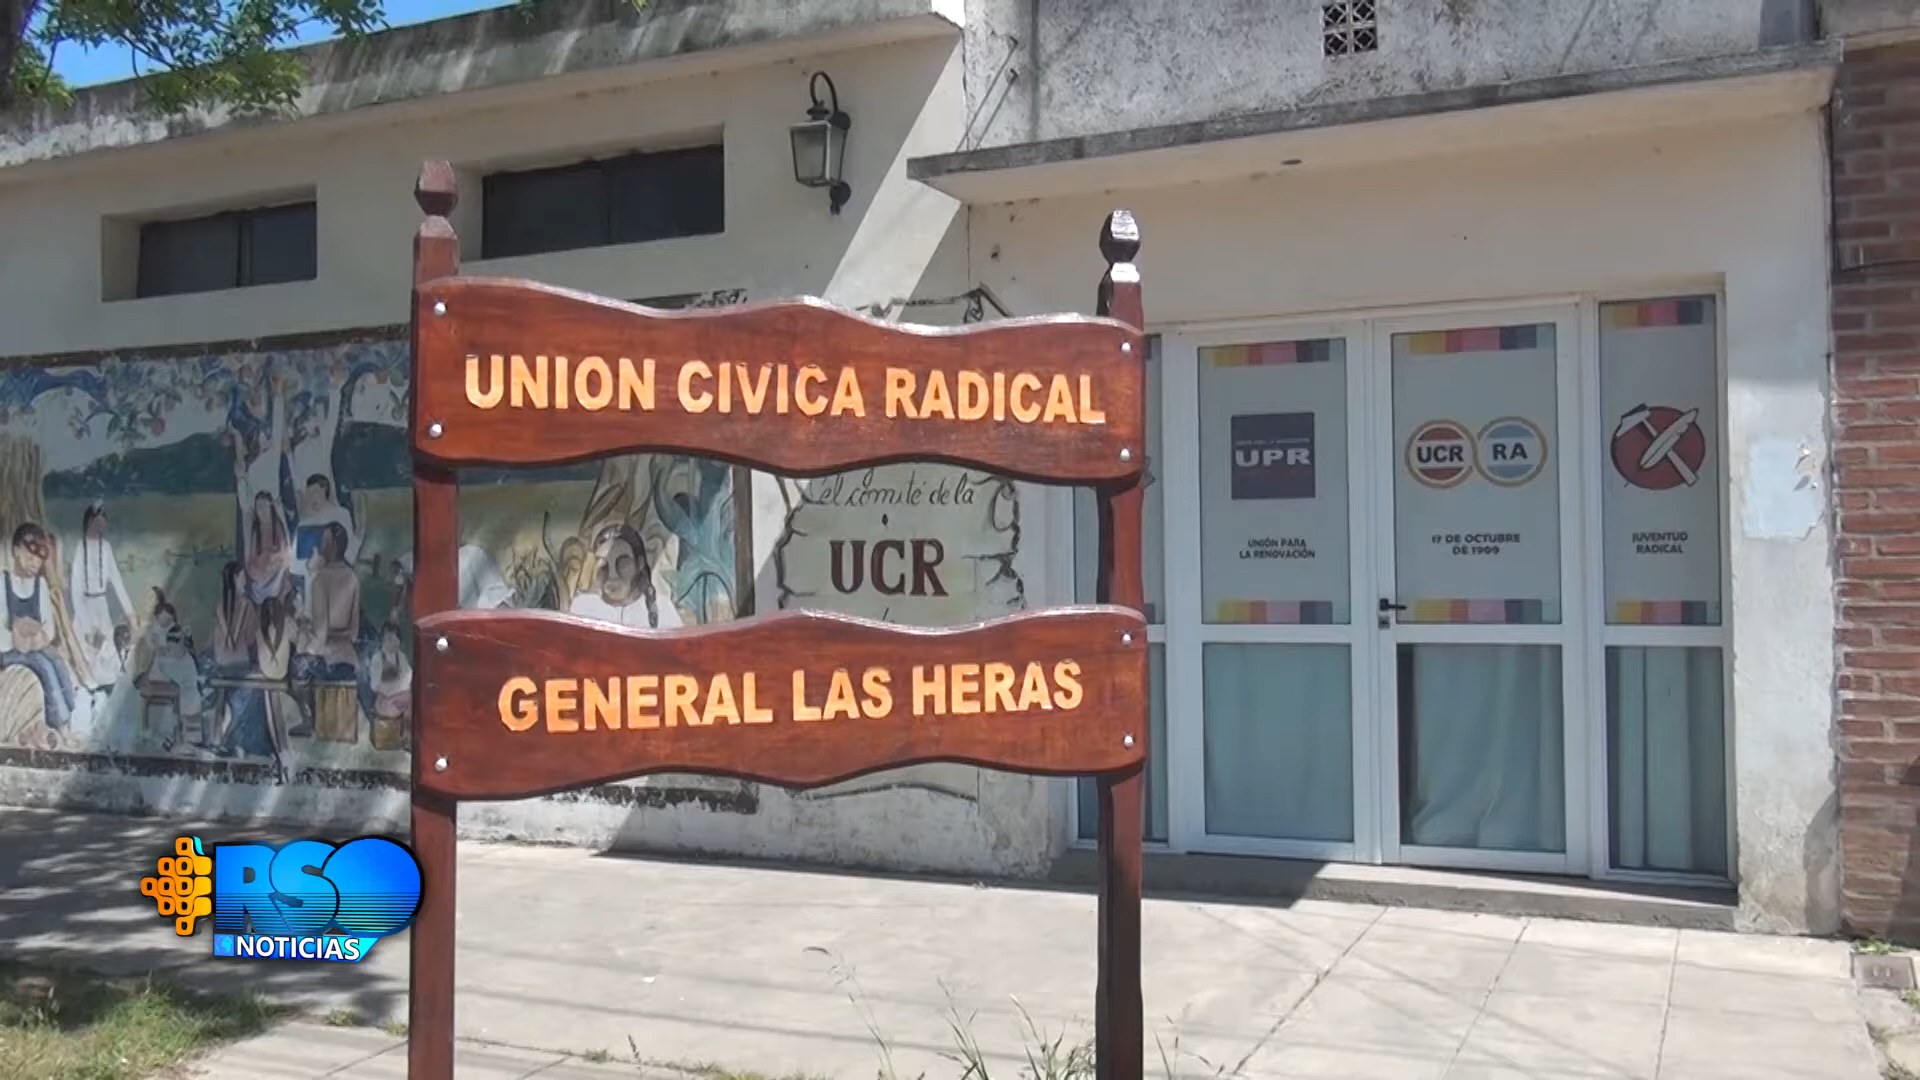 UNION CIVICA RADICAL
el comité de la
UCR
GENERAL LAS HERAS
UPR
UNIÓN PARA
LA RENOVACIÓN
UCR RA
17 DE OCTUBRE
DE 1909
JUVENTUD
RADICAL
RSO
NOTICIAS